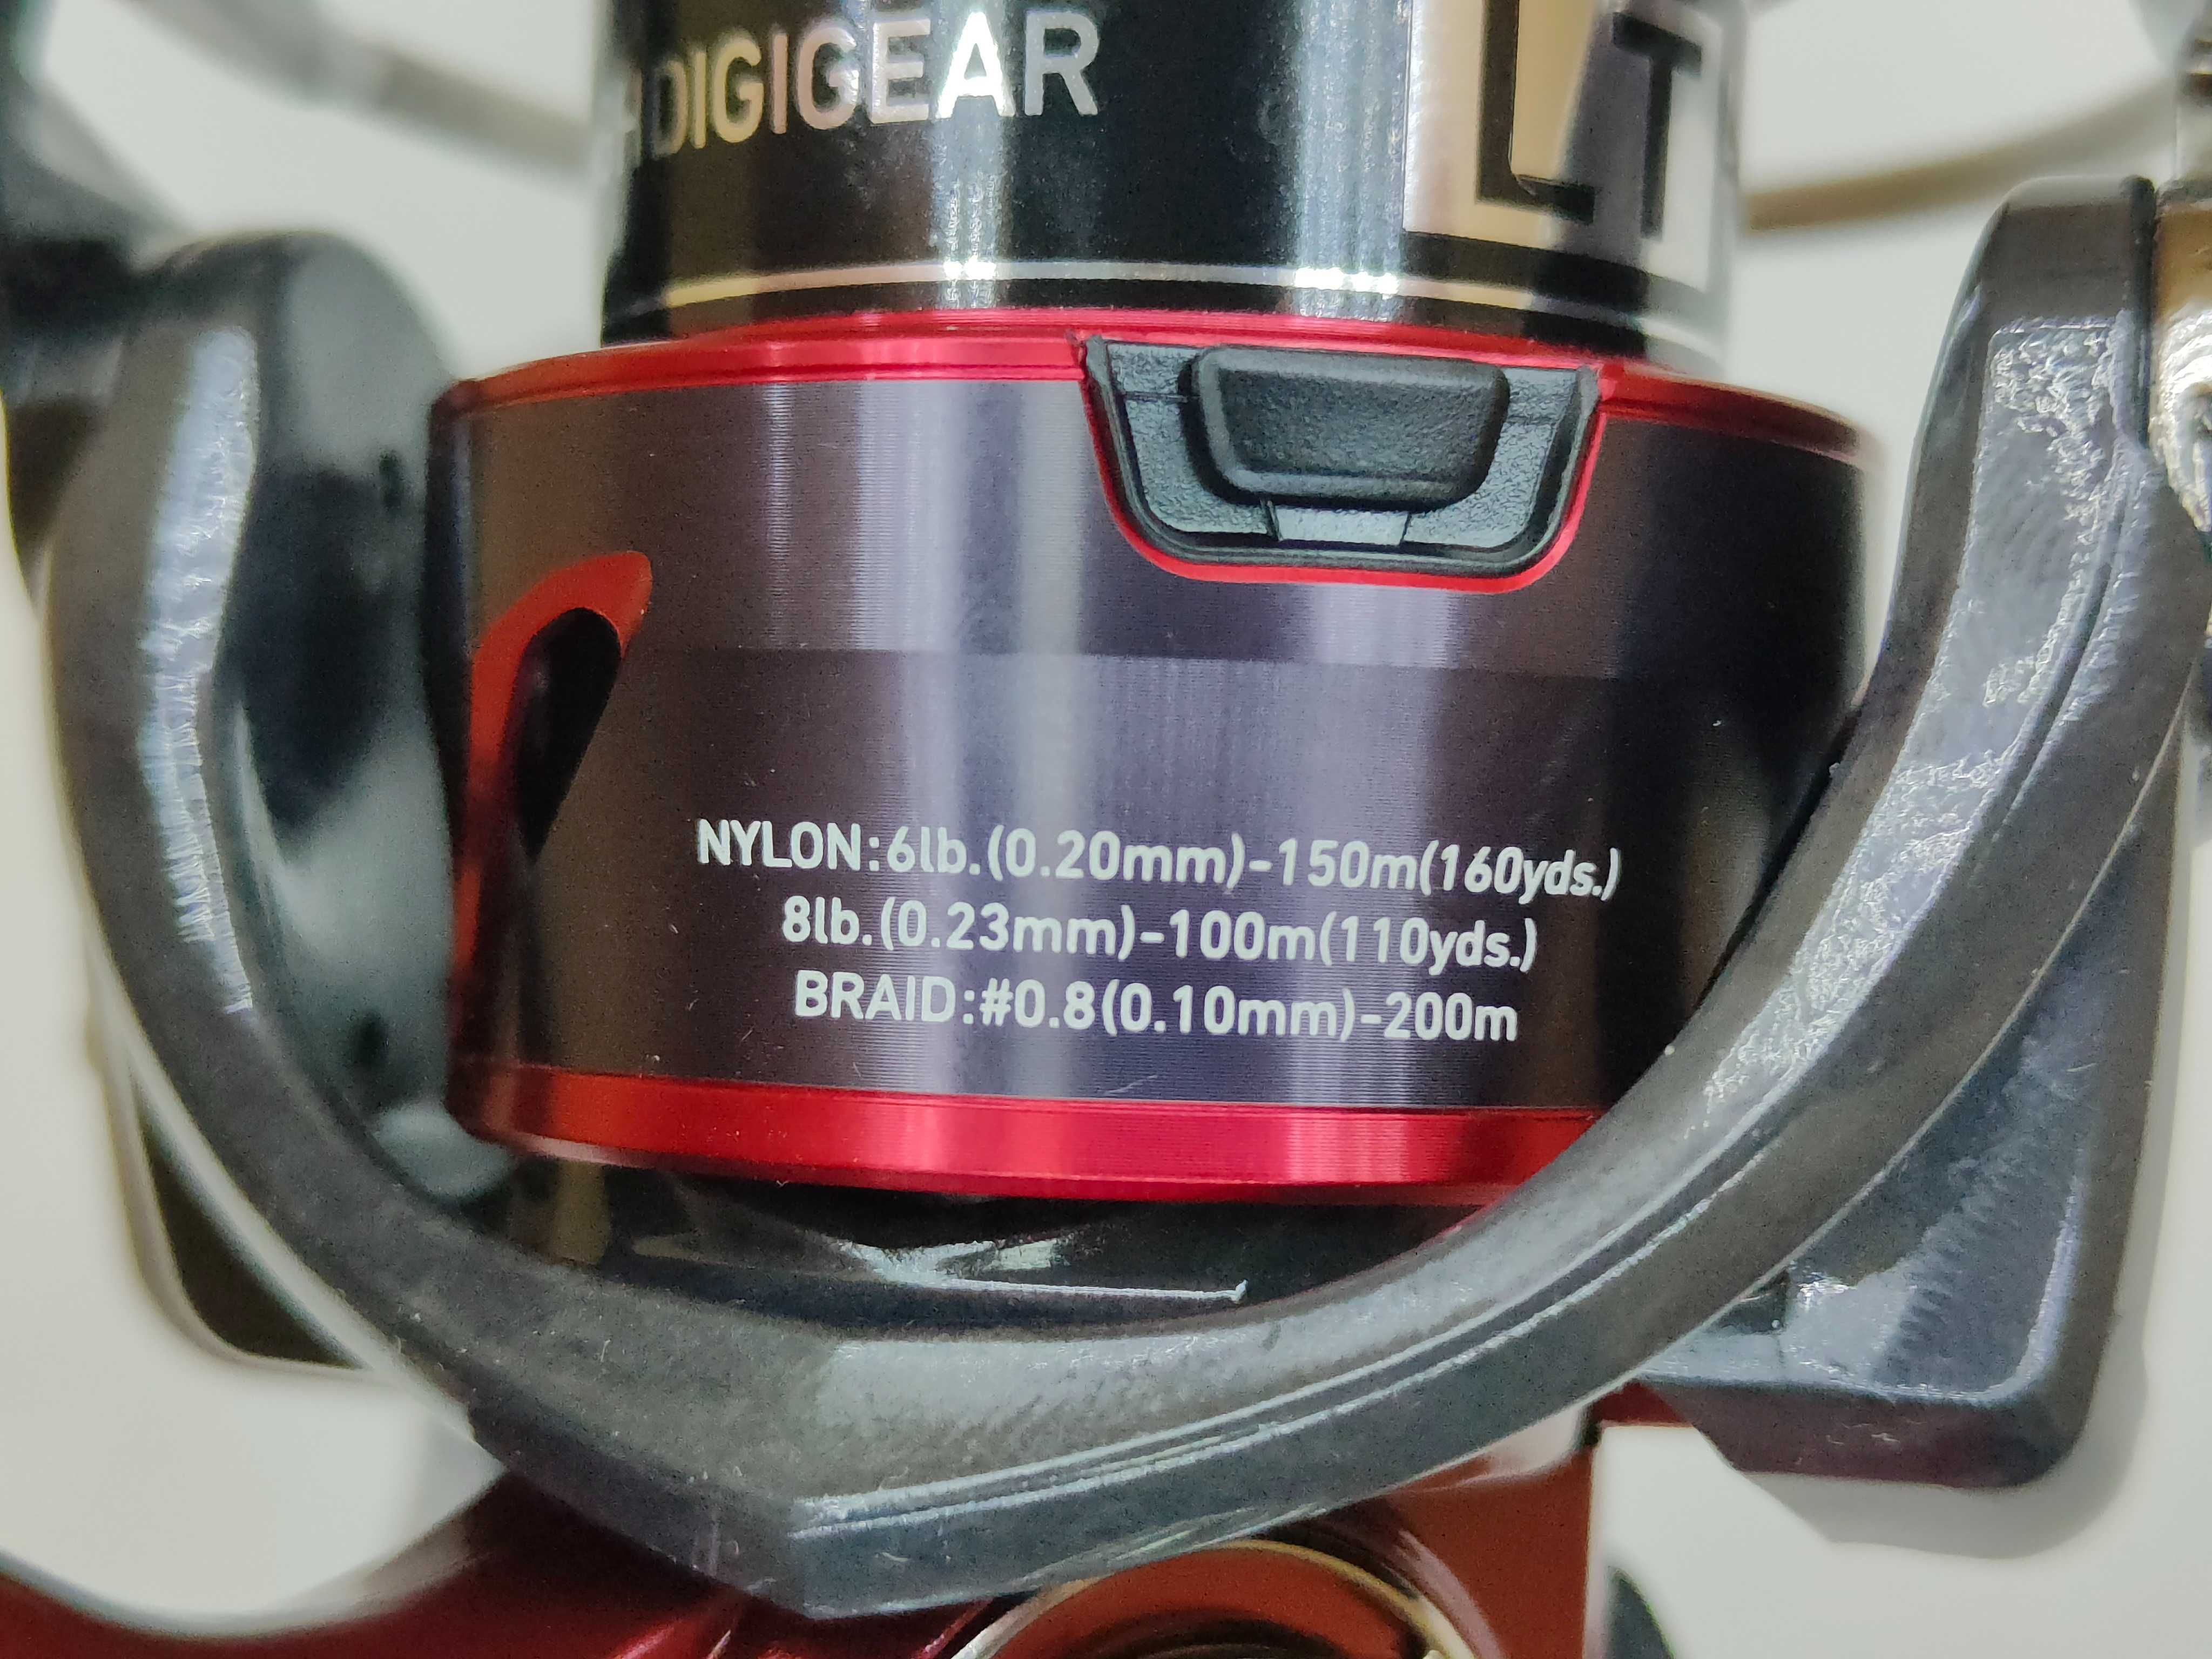 DIGIGEAR
LT
NYLON:6lb.(0.20mm)-150m(160yds.)
8lb.(0.23mm)-100m(110yds.)
BRAID:#0.8(0.10mm)-200m